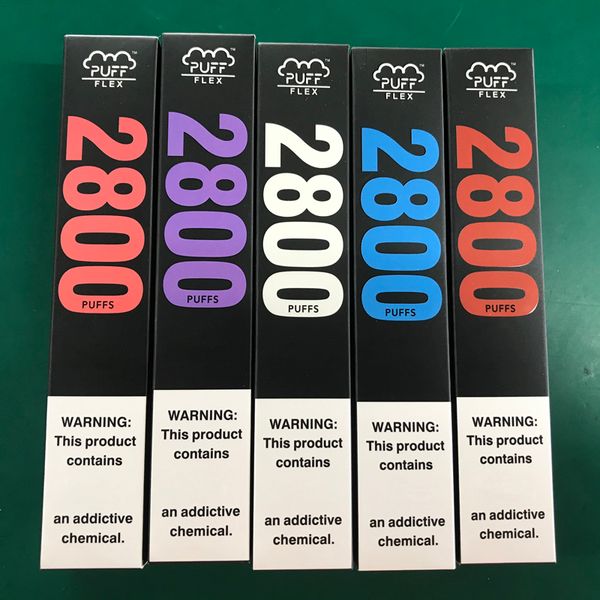 PUFF
FLEX
2800
PUFFS
WARNING:
This product
contains
an addictive
chemical.
PUFF
FLEX
2800
PUFFS
WARNING:
This product
contains
an addictive
chemical.
PUFF
FLEX
2800
PUFFS
WARNING:
This product
contains
an addictive
chemical.
PUFF
FLEX
2800
PUFFS
WARNING:
This product
contains
an addictive
chemical.
PUFF
FLEX
2800
PUFFS
WARNING:
This product
contains
an addictive
chemical.